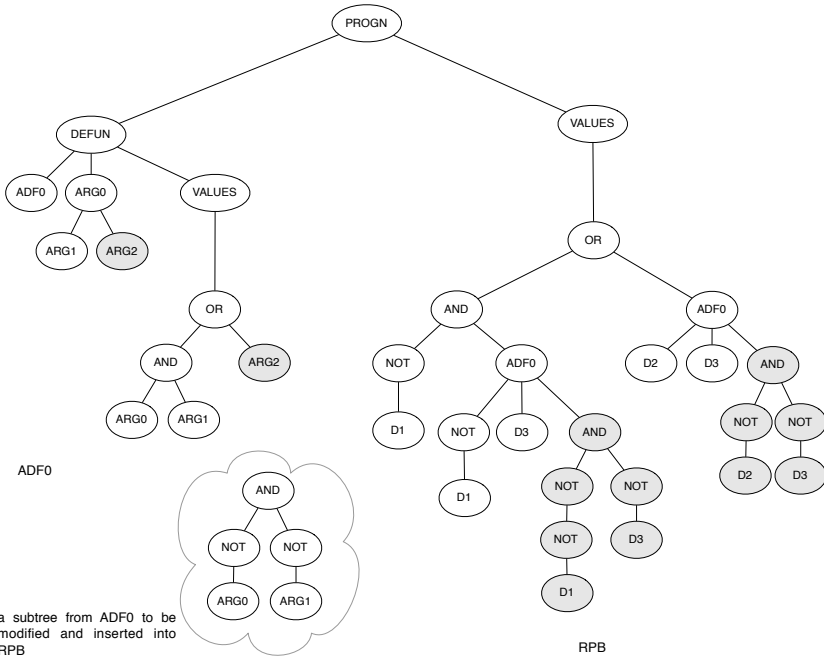 PROGN
DEFUN
VALUES
ADF0
ARG0
VALUES
ARG1
ARG2
OR
OR
AND
ARG2
ARG0
ARG1
AND
ADF0
NOT
ADF0
D2
D3
AND
D1
NOT
D3
AND
NOT
NOT
D1
NOT
NOT
D2
D3
NOT
D3
D1
ADF0
AND
NOT
NOT
ARG0
ARG1
a subtree from ADF0 to be
modified and inserted into
RPB
RPB